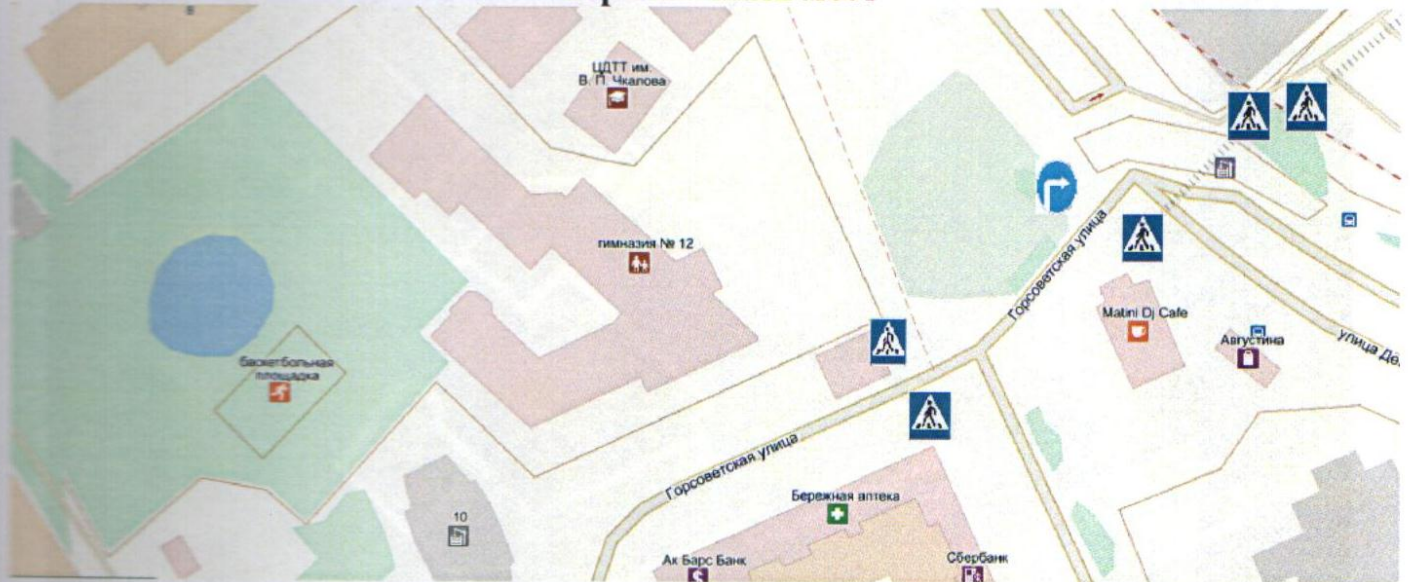 ЦДТТ им.
В. П. Чкалова
гимназия № 12
баскетбольная
площадка
Горсоветская улица
Matini Dj Cafe
Августина
улица Де
Горсоветская улица
Бережная аптека
10
Ак Барс Банк
Сбербанк